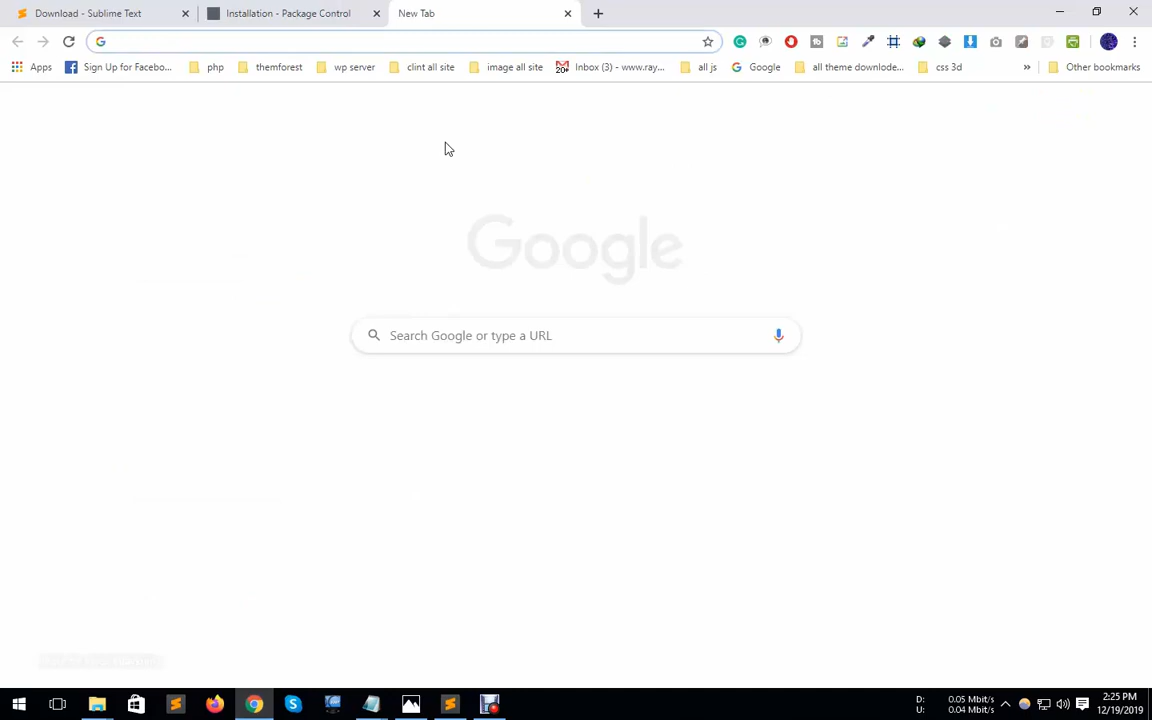 Download - Sublime Text
Installation - Package Control
New Tab
Apps
Sign Up for Facebo...
php
themforest
wp server
clint all site
image all site
20+
Inbox (3) - www.ray...
all js
Google
all theme downlode...
css 3d
»
Other bookmarks
Google
Search Google or type a URL
D: 0.05 Mbit/s
U: 0.04 Mbit/s
2:25 PM
12/19/2019